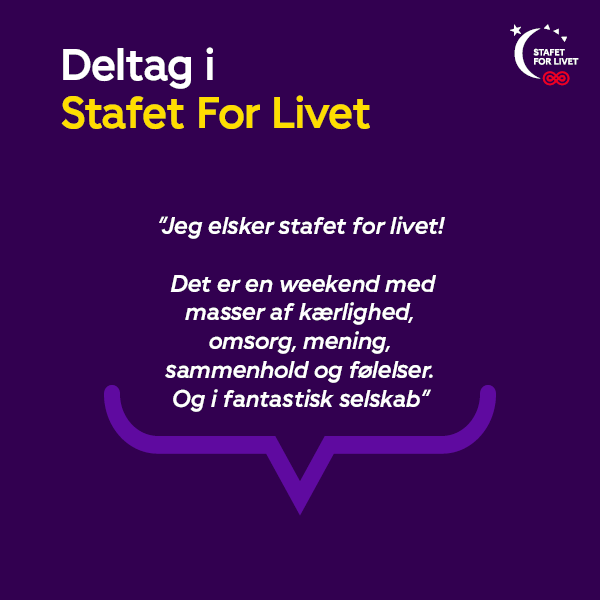 Deltag i
Stafet For Livet
STAFET
FOR LIVET
“Jeg elsker stafet for livet!
Det er en weekend med
masser af kærlighed,
omsorg, mening,
sammenhold og følelser.
Og i fantastisk selskab”